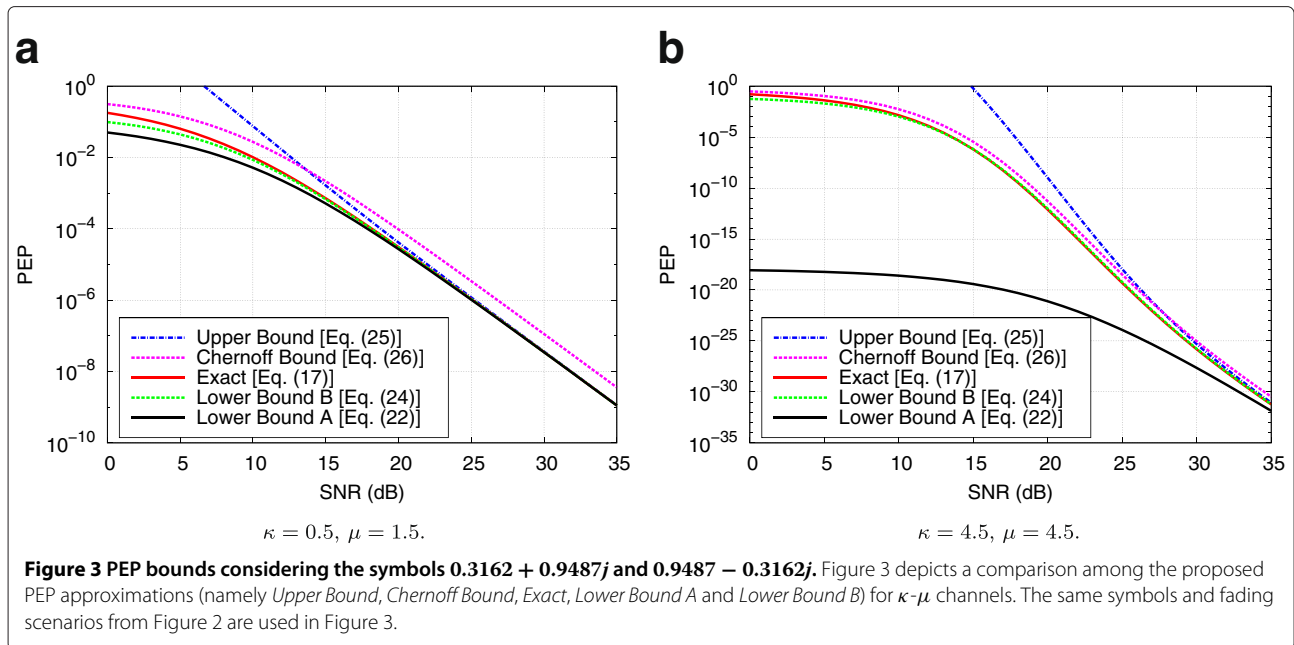 a
10^0
10^−2
10^−4
10^−6
10^−8
10^−10
PEP
Upper Bound [Eq. (25)]
Chernoff Bound [Eq. (26)]
Exact [Eq. (17)]
Lower Bound B [Eq. (24)]
Lower Bound A [Eq. (22)]
0 5 10 15 20 25 30 35
SNR (dB)
κ = 0.5, μ = 1.5.
b
10^0
10^−5
10^−10
10^−15
10^−20
10^−25
10^−30
10^−35
PEP
Upper Bound [Eq. (25)]
Chernoff Bound [Eq. (26)]
Exact [Eq. (17)]
Lower Bound B [Eq. (24)]
Lower Bound A [Eq. (22)]
0 5 10 15 20 25 30 35
SNR (dB)
κ = 4.5, μ = 4.5.
Figure 3 PEP bounds considering the symbols 0.3162 + 0.9487j and 0.9487 − 0.3162j. Figure 3 depicts a comparison among the proposed
PEP approximations (namely Upper Bound, Chernoff Bound, Exact, Lower Bound A and Lower Bound B) for κ-μ channels. The same symbols and fading
scenarios from Figure 2 are used in Figure 3.